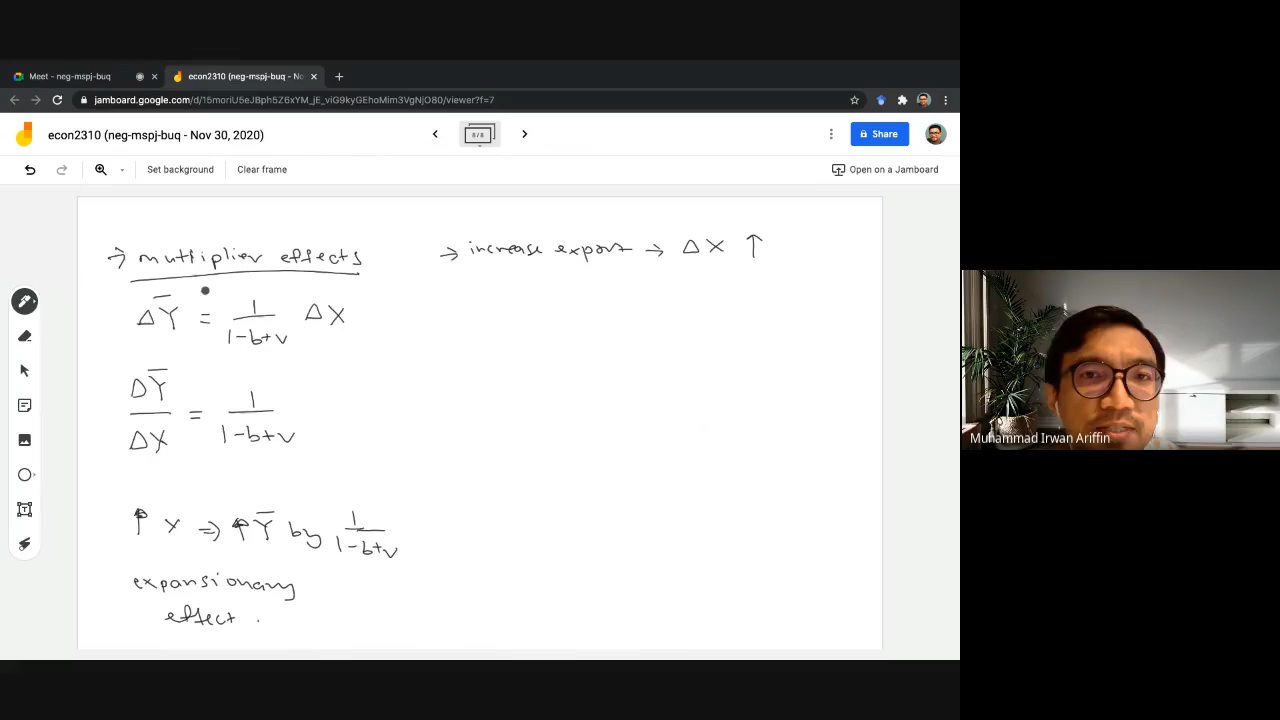 Meet - neg-mspj-buq
econ2310 (neg-mspj-buq - No
jamboard.google.com/d/15moriU5eJBph5Z6xYM_jE_viG9kyGEhoMim3VgNjO80/viewer?f=7
econ2310 (neg-mspj-buq - Nov 30, 2020)
8/8
Share
Set background
Clear frame
Open on a Jamboard
→ multiplier effects
→ increase export → ΔX ↑
ΔȲ = 1/(1-b+v) ΔX
ΔȲ/ΔX = 1/(1-b+v)
↑ X ⇒ ↑ Ȳ by 1/(1-b+v)
expansionary
effect.
Muhammad Irwan Ariffin